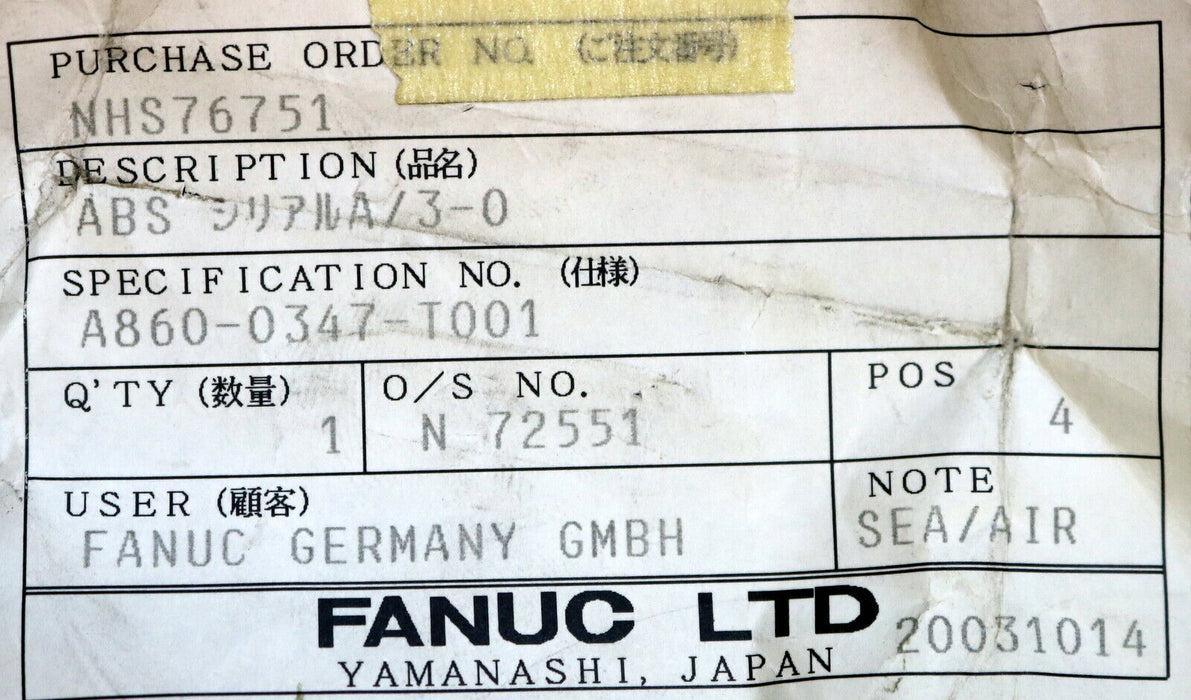 PURCHASE ORDER NO. (ご注文番号)
NHS76751
DESCRIPTION (品名)
ABS シリアルA/3-0
SPECIFICATION NO. (仕様)
A860-0347-T001
Q'TY (数量)
1
O/S NO.
N 72551
POS
4
USER (顧客)
FANUC GERMANY GMBH
NOTE
SEA/AIR
FANUC LTD
YAMANASHI, JAPAN
20031014